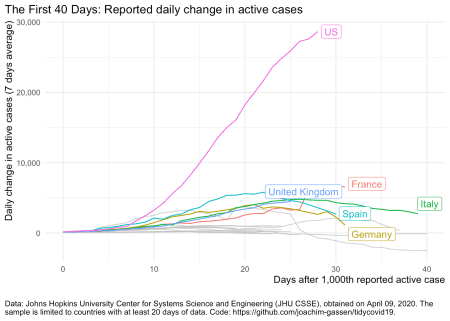 The First 40 Days: Reported daily change in active cases
Daily change in active cases (7 days average)
30,000
20,000
10,000
0
US
France
United Kingdom
Italy
Spain
Germany
0
10
20
30
40
Days after 1,000th reported active case
Data: Johns Hopkins University Center for Systems Science and Engineering (JHU CSSE), obtained on April 09, 2020. The
sample is limited to countries with at least 20 days of data. Code: https://github.com/joachim-gassen/tidycovid19.